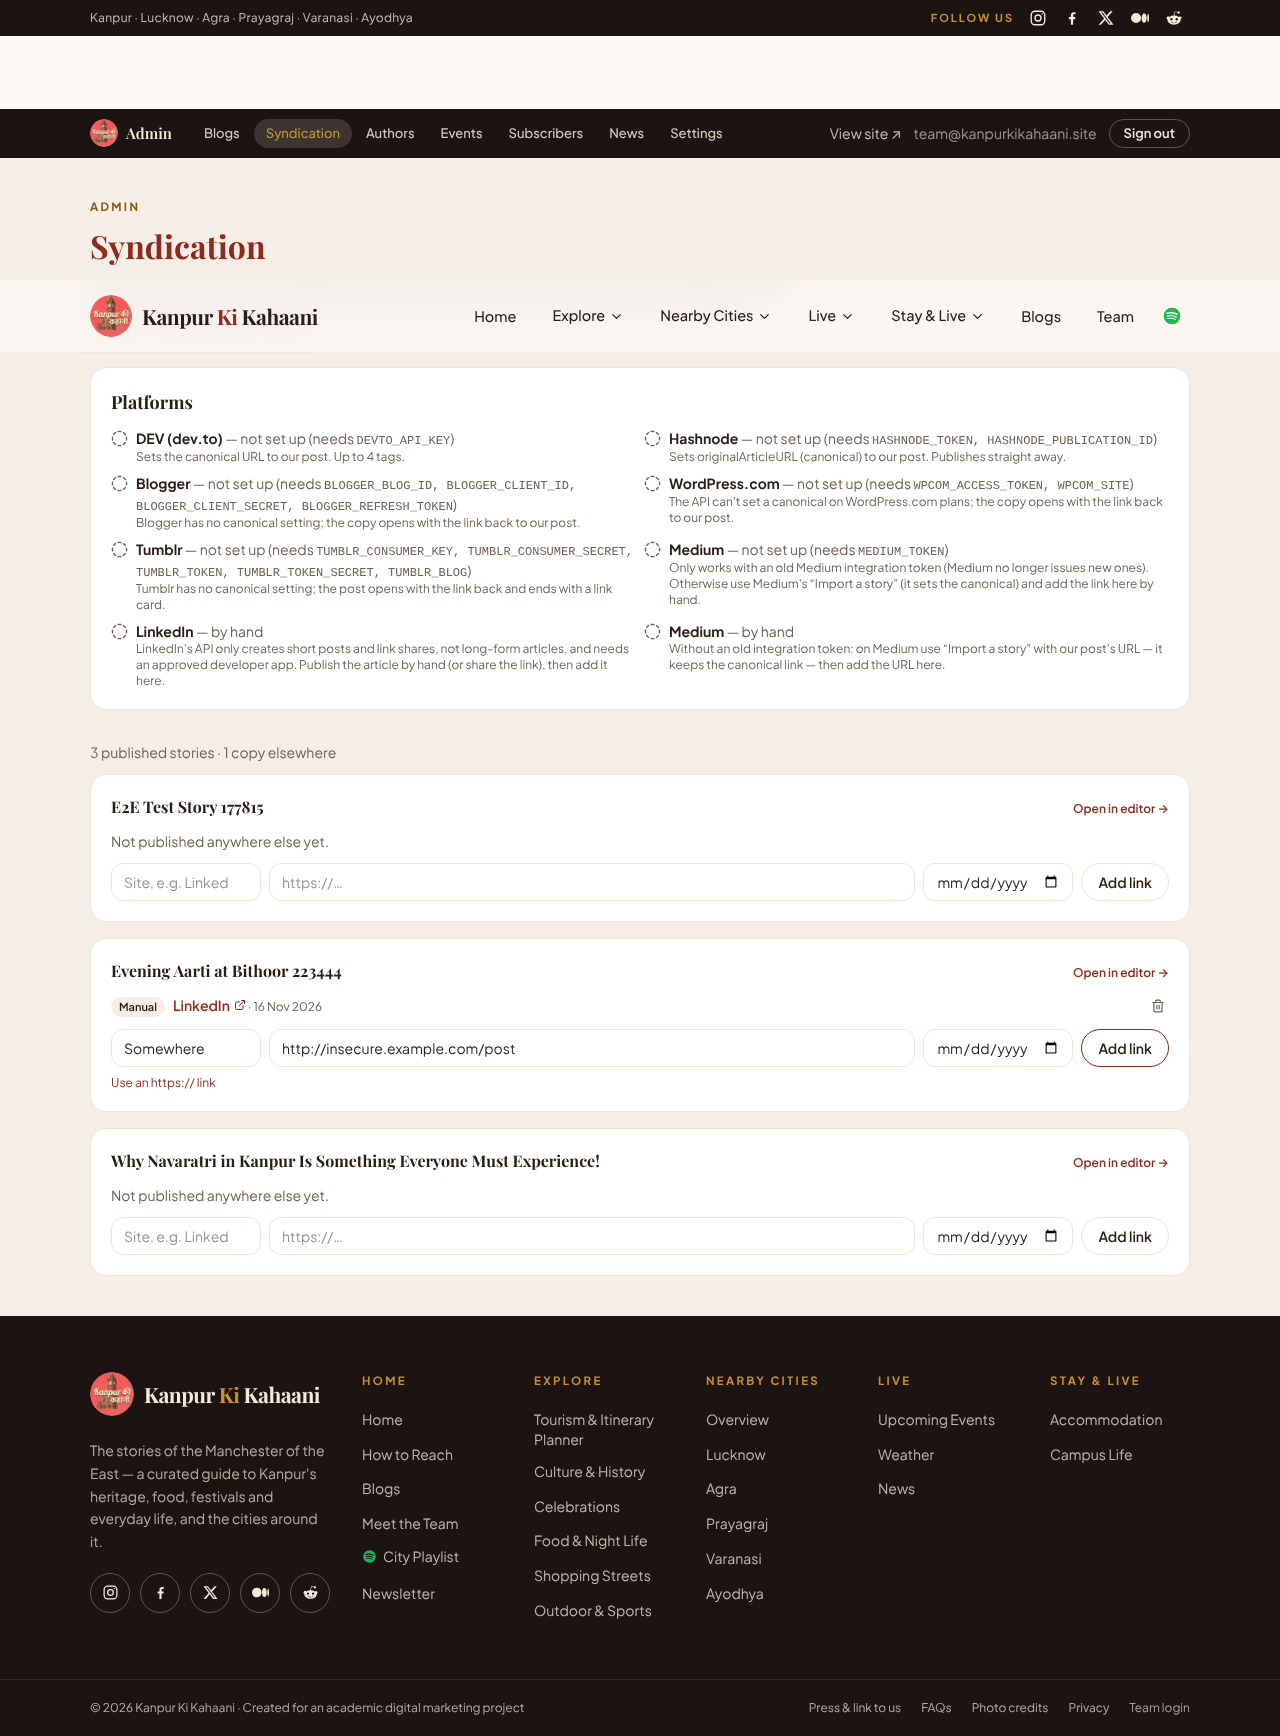 Kanpur · Lucknow · Agra · Prayagraj · Varanasi · Ayodhya
FOLLOW US
Admin
Blogs
Syndication
Authors
Events
Subscribers
News
Settings
View site ↗
team@kanpurkikahaani.site
Sign out
ADMIN
Syndication
Kanpur Ki Kahaani
Home
Explore
Nearby Cities
Live
Stay & Live
Blogs
Team
Platforms
DEV (dev.to) — not set up (needs DEVTO_API_KEY)
Sets the canonical URL to our post. Up to 4 tags.
Hashnode — not set up (needs HASHNODE_TOKEN, HASHNODE_PUBLICATION_ID)
Sets originalArticleURL (canonical) to our post. Publishes straight away.
Blogger — not set up (needs BLOGGER_BLOG_ID, BLOGGER_CLIENT_ID,
BLOGGER_CLIENT_SECRET, BLOGGER_REFRESH_TOKEN)
Blogger has no canonical setting; the copy opens with the link back to our post.
WordPress.com — not set up (needs WPCOM_ACCESS_TOKEN, WPCOM_SITE)
The API can't set a canonical on WordPress.com plans; the copy opens with the link back
to our post.
Tumblr — not set up (needs TUMBLR_CONSUMER_KEY, TUMBLR_CONSUMER_SECRET,
TUMBLR_TOKEN, TUMBLR_TOKEN_SECRET, TUMBLR_BLOG)
Tumblr has no canonical setting; the post opens with the link back and ends with a link
card.
Medium — not set up (needs MEDIUM_TOKEN)
Only works with an old Medium integration token (Medium no longer issues new ones).
Otherwise use Medium's “Import a story” (it sets the canonical) and add the link here by
hand.
LinkedIn — by hand
LinkedIn's API only creates short posts and link shares, not long-form articles, and needs
an approved developer app. Publish the article by hand (or share the link), then add it
here.
Medium — by hand
Without an old integration token: on Medium use “Import a story” with our post's URL — it
keeps the canonical link — then add the URL here.
3 published stories · 1 copy elsewhere
E2E Test Story 177815
Open in editor →
Not published anywhere else yet.
Site, e.g. Linked
https://…
mm/dd/yyyy
Add link
Evening Aarti at Bithoor 223444
Open in editor →
Manual
LinkedIn · 16 Nov 2026
Somewhere
http://insecure.example.com/post
mm/dd/yyyy
Add link
Use an https:// link
Why Navaratri in Kanpur Is Something Everyone Must Experience!
Open in editor →
Not published anywhere else yet.
Site, e.g. Linked
https://…
mm/dd/yyyy
Add link
Kanpur Ki Kahaani
The stories of the Manchester of the
East — a curated guide to Kanpur's
heritage, food, festivals and
everyday life, and the cities around
it.
HOME
Home
How to Reach
Blogs
Meet the Team
City Playlist
Newsletter
EXPLORE
Tourism & Itinerary
Planner
Culture & History
Celebrations
Food & Night Life
Shopping Streets
Outdoor & Sports
NEARBY CITIES
Overview
Lucknow
Agra
Prayagraj
Varanasi
Ayodhya
LIVE
Upcoming Events
Weather
News
STAY & LIVE
Accommodation
Campus Life
© 2026 Kanpur Ki Kahaani · Created for an academic digital marketing project
Press & link to us
FAQs
Photo credits
Privacy
Team login